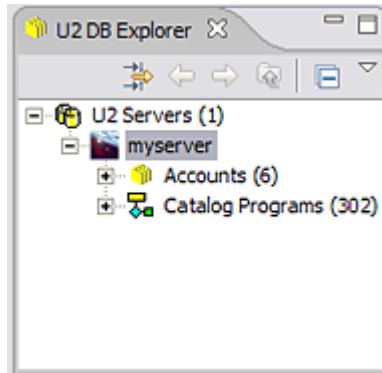 U2 DB Explorer
U2 Servers (1)
myserver
Accounts (6)
Catalog Programs (302)